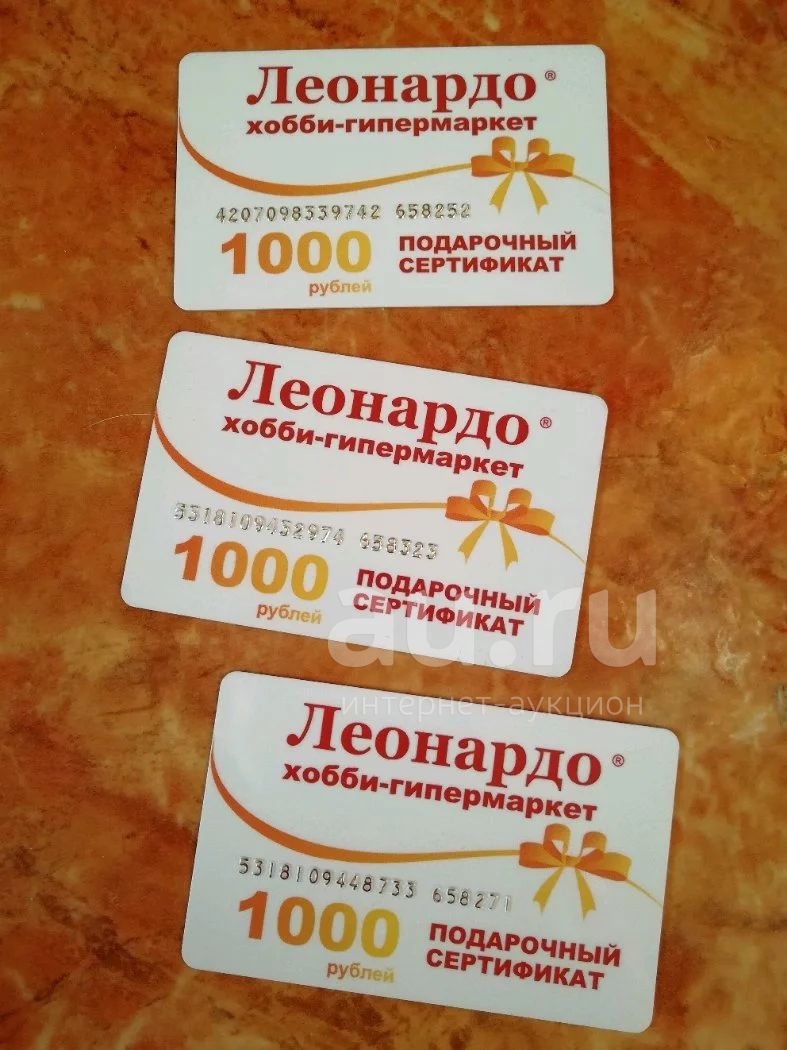 Леонардо®
хобби-гипермаркет
4207098339742 658252
1000 ПОДАРОЧНЫЙ
рублей СЕРТИФИКАТ
Леонардо®
хобби-гипермаркет
5318109432974 658323
1000 ПОДАРОЧНЫЙ
рублей СЕРТИФИКАТ
au.ru
интернет-аукцион
Леонардо®
хобби-гипермаркет
5318109448733 658271
1000 ПОДАРОЧНЫЙ
рублей СЕРТИФИКАТ